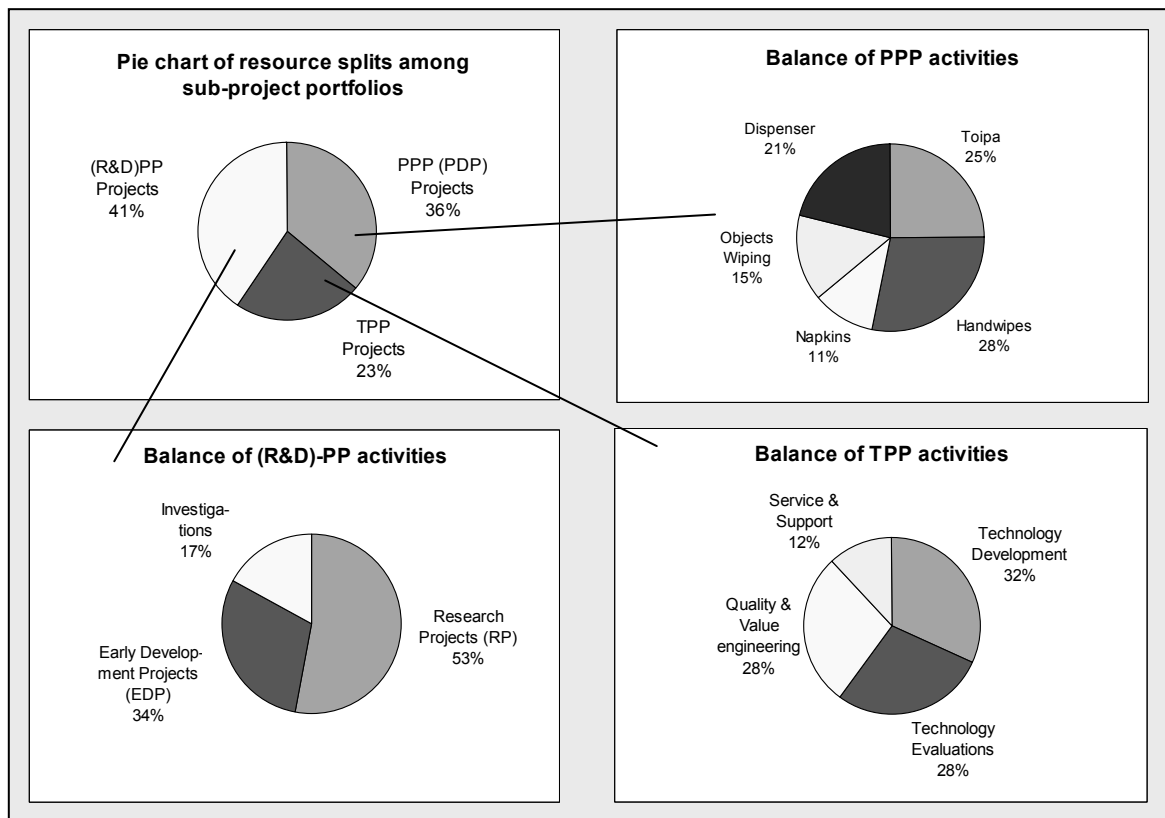 Pie chart of resource splits among
sub-project portfolios
(R&D)PP
Projects
41%
PPP (PDP)
Projects
36%
TPP
Projects
23%
Balance of PPP activities
Dispenser
21%
Toipa
25%
Objects
Wiping
15%
Napkins
11%
Handwipes
28%
Balance of (R&D)-PP activities
Investiga-
tions
17%
Research
Projects (RP)
53%
Early Develop-
ment Projects
(EDP)
34%
Balance of TPP activities
Service &
Support
12%
Technology
Development
32%
Quality &
Value
engineering
28%
Technology
Evaluations
28%